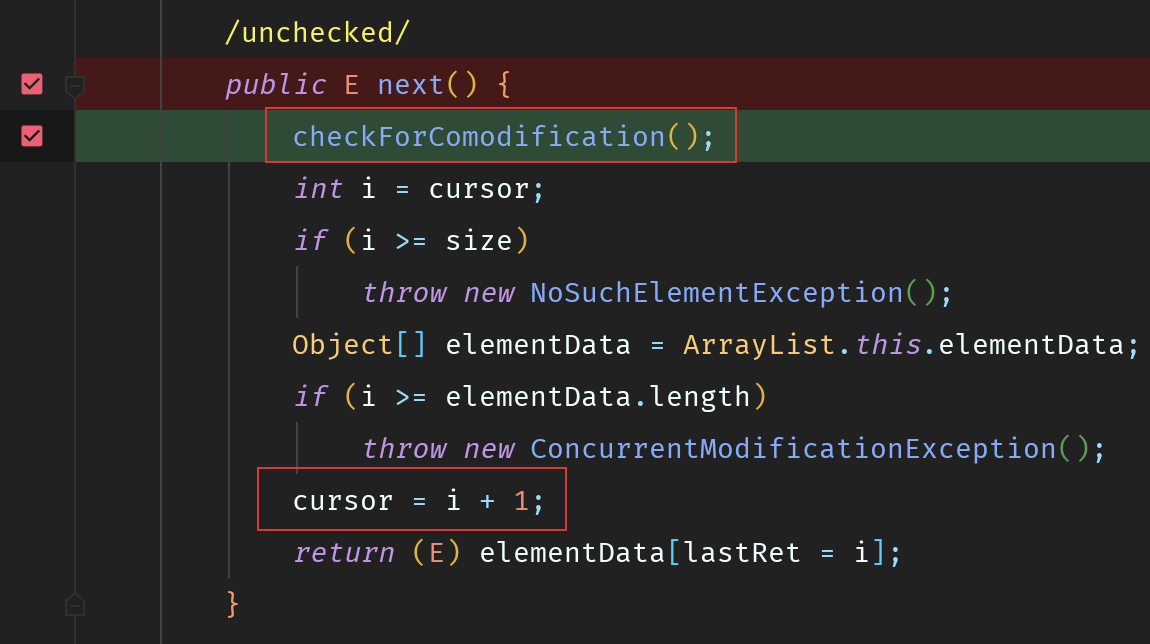 /unchecked/
public E next() {
checkForComodification();
int i = cursor;
if (i >= size)
throw new NoSuchElementException();
Object[] elementData = ArrayList.this.elementData;
if (i >= elementData.length)
throw new ConcurrentModificationException();
cursor = i + 1;
return (E) elementData[lastRet = i];
}